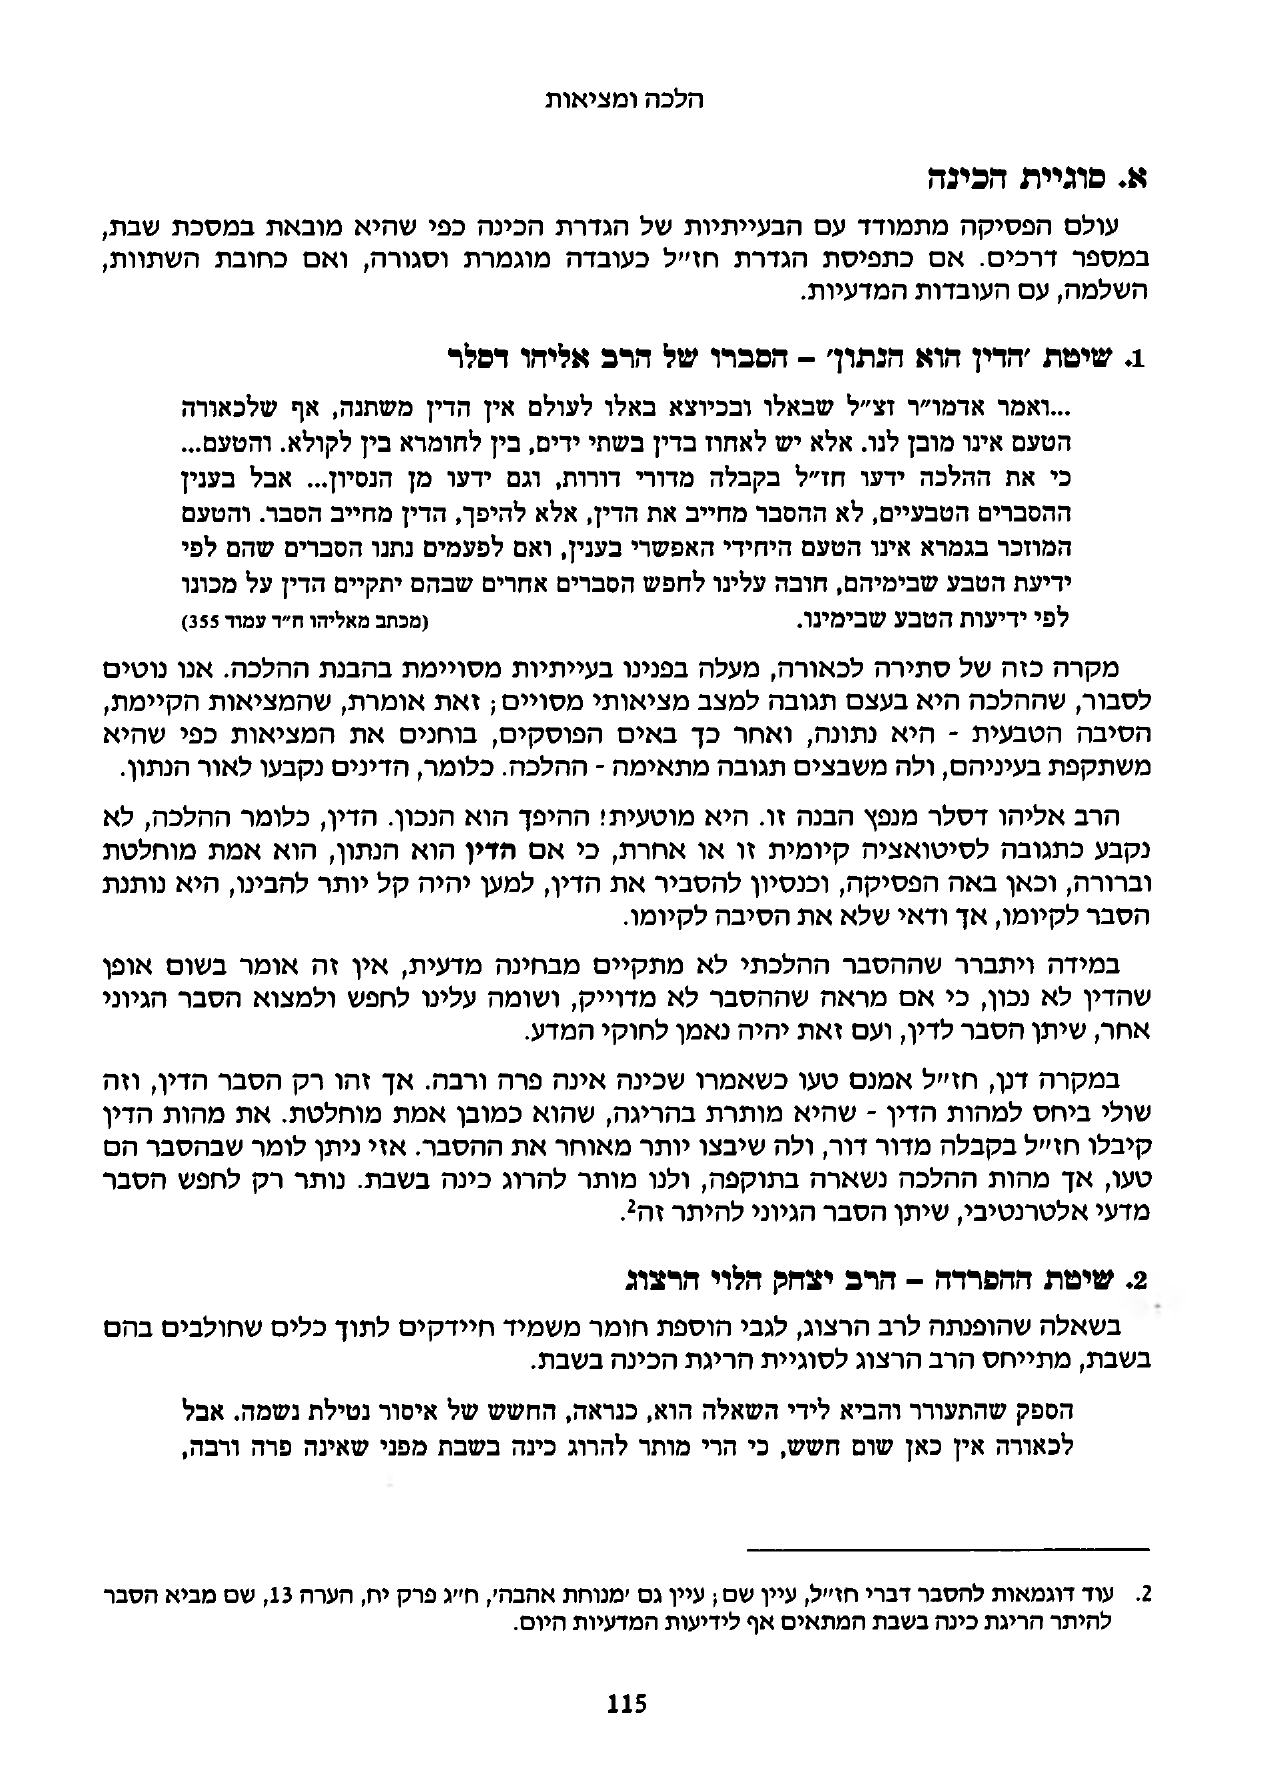 הלכה ומציאות
א. סוגיית הכינה
עולם הפסיקה מתמודד עם הבעייתיות של הגדרת הכינה כפי שהיא מובאת במסכת שבת,
במספר דרכים. אם כתפיסת הגדרת חז״ל כעובדה מוגמרת וסגורה, ואם כחובת השתוות,
השלמה, עם העובדות המדעיות.
1. שיטת 'הדין הוא הנתון' – הסברו של הרב אליהו דסלר
...ואמר אדמו״ר זצ״ל שבאלו ובכיוצא באלו לעולם אין הדין משתנה, אף שלכאורה
הטעם אינו מובן לנו. אלא יש לאחוז בדין בשתי ידים, בין לחומרא בין לקולא. והטעם...
כי את ההלכה ידעו חז״ל בקבלה מדורי דורות, וגם ידעו מן הנסיון... אבל בענין
ההסברים הטבעיים, לא ההסבר מחייב את הדין, אלא להיפך, הדין מחייב הסבר. והטעם
המוזכר בגמרא אינו הטעם היחידי האפשרי בענין, ואם לפעמים נתנו הסברים שהם לפי
ידיעת הטבע שבימיהם, חובה עלינו לחפש הסברים אחרים שבהם יתקיים הדין על מכונו
לפי ידיעות הטבע שבימינו. (מכתב מאליהו ח״ד עמוד 355)
מקרה כזה של סתירה לכאורה, מעלה בפנינו בעייתיות מסויימת בהבנת ההלכה. אנו נוטים
לסבור, שההלכה היא בעצם תגובה למצב מציאותי מסויים; זאת אומרת, שהמציאות הקיימת,
הסיבה הטבעית - היא נתונה, ואחר כך באים הפוסקים, בוחנים את המציאות כפי שהיא
משתקפת בעיניהם, ולה משבצים תגובה מתאימה - ההלכה. כלומר, הדינים נקבעו לאור הנתון.
הרב אליהו דסלר מנפץ הבנה זו. היא מוטעית! ההיפך הוא הנכון. הדין, כלומר ההלכה, לא
נקבע כתגובה לסיטואציה קיומית זו או אחרת, כי אם הדין הוא הנתון, הוא אמת מוחלטת
וברורה, וכאן באה הפסיקה, וכנסיון להסביר את הדין, למען יהיה קל יותר להבינו, היא נותנת
הסבר לקיומו, אך ודאי שלא את הסיבה לקיומו.
במידה ויתברר שההסבר ההלכתי לא מתקיים מבחינה מדעית, אין זה אומר בשום אופן
שהדין לא נכון, כי אם מראה שההסבר לא מדוייק, ושומה עלינו לחפש ולמצוא הסבר הגיוני
אחר, שיתן הסבר לדין, ועם זאת יהיה נאמן לחוקי המדע.
במקרה דנן, חז״ל אמנם טעו כשאמרו שכינה אינה פרה ורבה. אך זהו רק הסבר הדין, וזה
שולי ביחס למהות הדין - שהיא מותרת בהריגה, שהוא כמובן אמת מוחלטת. את מהות הדין
קיבלו חז״ל בקבלה מדור דור, ולה שיבצו יותר מאוחר את ההסבר. אזי ניתן לומר שבהסבר הם
טעו, אך מהות ההלכה נשארה בתוקפה, ולנו מותר להרוג כינה בשבת. נותר רק לחפש הסבר
מדעי אלטרנטיבי, שיתן הסבר הגיוני להיתר זה².
2. שיטת ההפרדה – הרב יצחק הלוי הרצוג
בשאלה שהופנתה לרב הרצוג, לגבי הוספת חומר משמיד חיידקים לתוך כלים שחולבים בהם
בשבת, מתייחס הרב הרצוג לסוגיית הריגת הכינה בשבת.
הספק שהתעורר והביא לידי השאלה הוא, כנראה, החשש של איסור נטילת נשמה. אבל
לכאורה אין כאן שום חשש, כי הרי מותר להרוג כינה בשבת מפני שאינה פרה ורבה,
2. עוד דוגמאות להסבר דברי חז״ל, עיין שם; עיין גם 'מנוחת אהבה', ח״ג פרק יח, הערה 13, שם מביא הסבר
להיתר הריגת כינה בשבת המתאים אף לידיעות המדעיות היום.
115